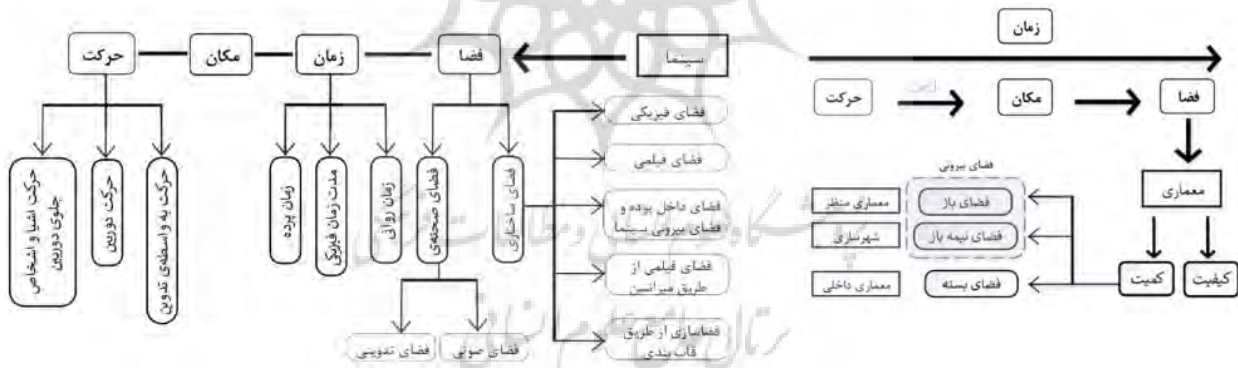 زمان
فضا
مکان
حرکت
معماری
کیفیت
کمیت
فضای بیرونی
فضای باز
فضای نیمه باز
فضای بسته
معماری منظر
شهرسازی
معماری داخلی
سینما
فضا
زمان
مکان
حرکت
فضای فیزیکی
فضای فیلمی
فضای داخل پرده و
فضای بیرونی سینما
فضای فیلمی از
طریق میزانسن
فضاسازی از طریق
قاب بندی
فضای ساختاری
فضای صحنه‌ی
فضای صوتی
فضای تدوینی
زمان روانی
مدت زمان فیزیکی
زمان پرده
حرکت به واسطه‌ی تدوین
حرکت دوربین
حرکت اشیا و اشخاص
جلوی دوربین